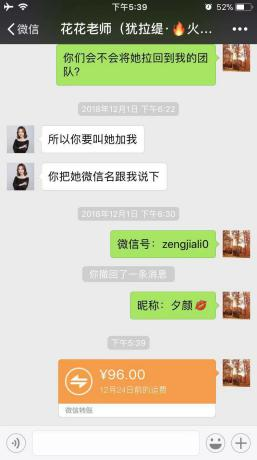 下午5:39
52%
微信
花花老师（犹拉缇·🔥火...
你们会不会将她拉回到我的团
队？
2018年12月1日 下午6:22
所以你要叫她加我
你把她微信名跟我说下
2018年12月1日 下午6:30
微信号：zengjiali0
你撤回了一条消息
昵称：夕颜💋
下午5:39
¥96.00
12月24日前的运费
微信转账